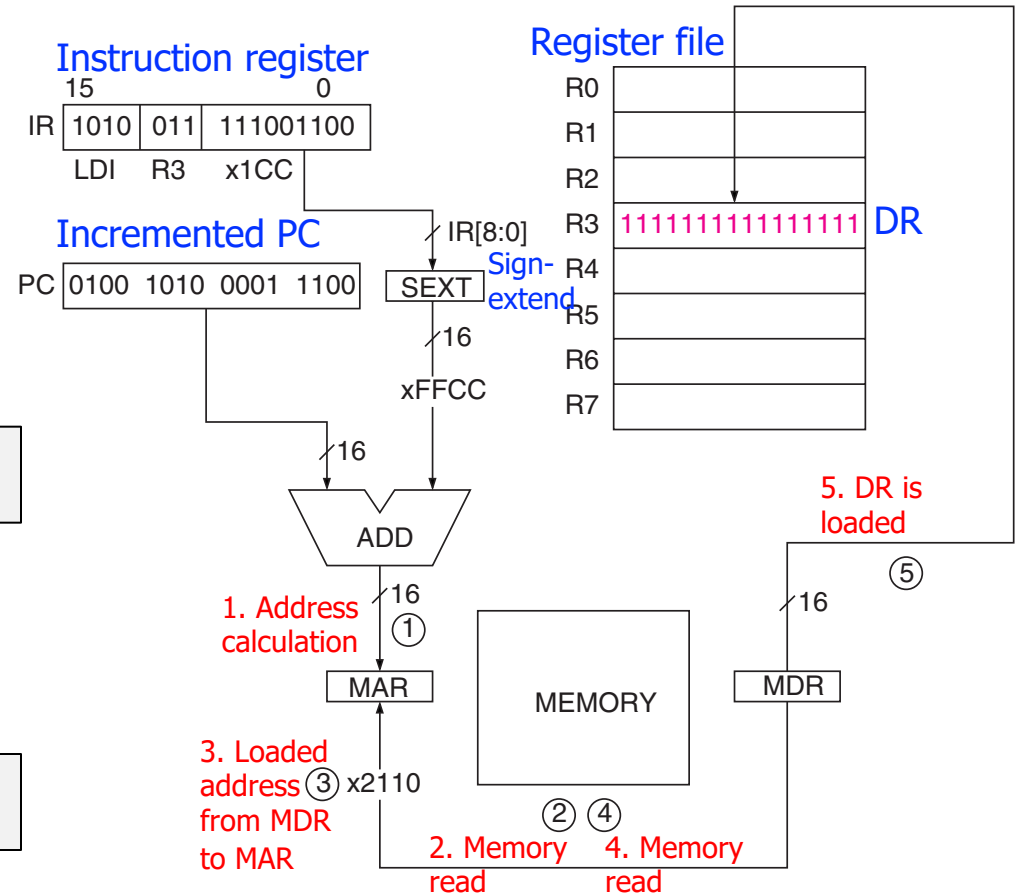 Instruction register
15 0
IR 1010 011 111001100
LDI R3 x1CC
Incremented PC
PC 0100 1010 0001 1100
IR[8:0]
Sign-
extend
SEXT
16
xFFCC
16
ADD
1. Address
calculation
16
1
MAR
3. Loaded
address 3 x2110
from MDR
to MAR
MEMORY
2 4
2. Memory
read
4. Memory
read
MDR
16
5. DR is
loaded
5
Register file
R0
R1
R2
R3 1111111111111111 DR
R4
R5
R6
R7